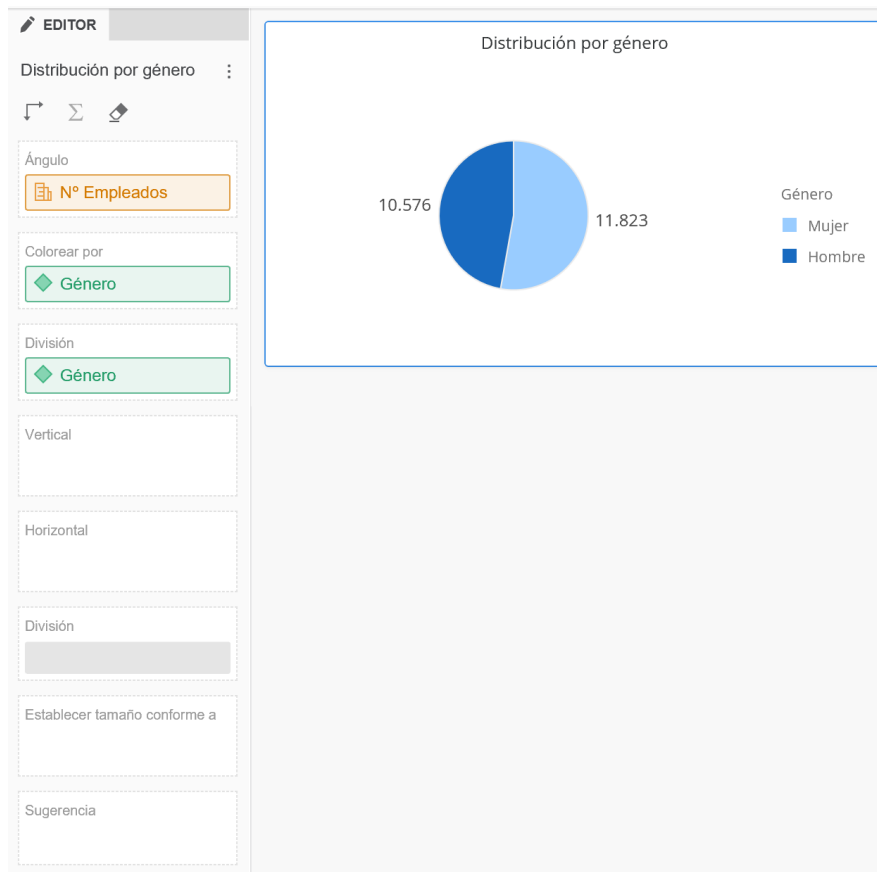 EDITOR
Distribución por género
Ángulo
Nº Empleados
Colorear por
Género
División
Género
Vertical
Horizontal
División
Establecer tamaño conforme a
Sugerencia
Distribución por género
10.576
11.823
Género
Mujer
Hombre